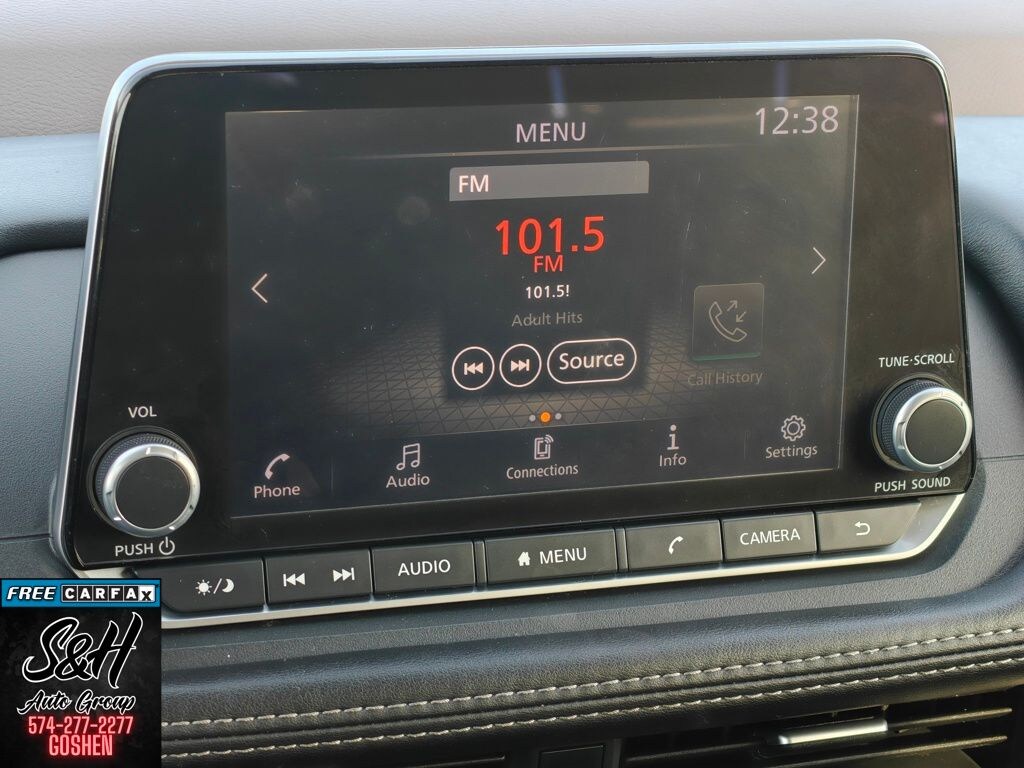 MENU
12:38
FM
101.5
FM
101.5!
Adult Hits
Source
Call History
Phone
Audio
Connections
Info
Settings
VOL
PUSH
TUNE·SCROLL
PUSH SOUND
AUDIO
MENU
CAMERA
FREE CARFAX
S&H
Auto Group
574-277-2277
GOSHEN